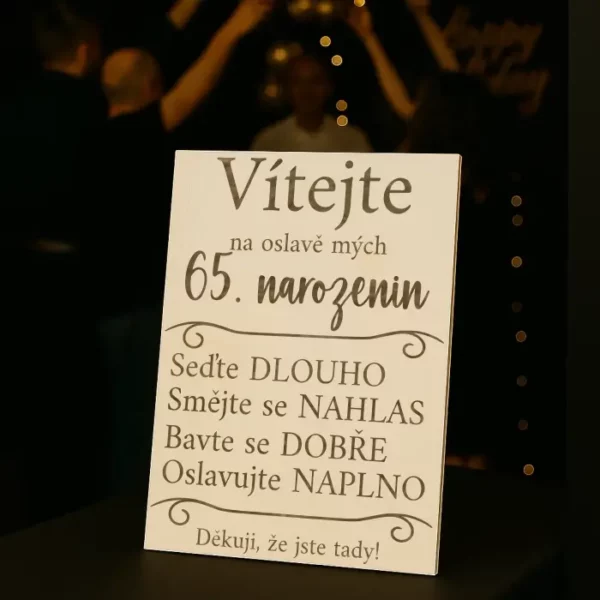 happy
Vítejte
na oslavě mých
65. narozenin
Seďte DLOUHO
Smějte se NAHLAS
Bavte se DOBŘE
Oslavujte NAPLNO
Děkuji, že jste tady!